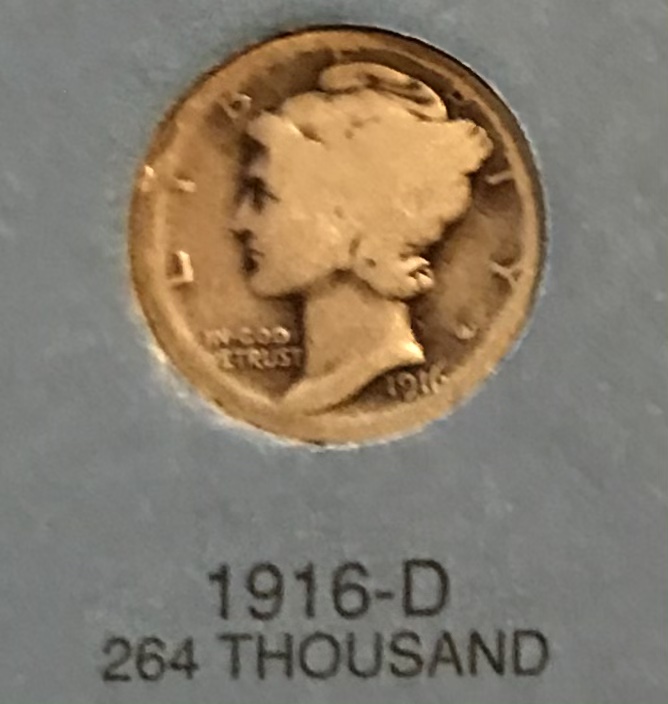 L I B E R T Y
IN GOD
WE TRUST
1916
1916-D
264 THOUSAND